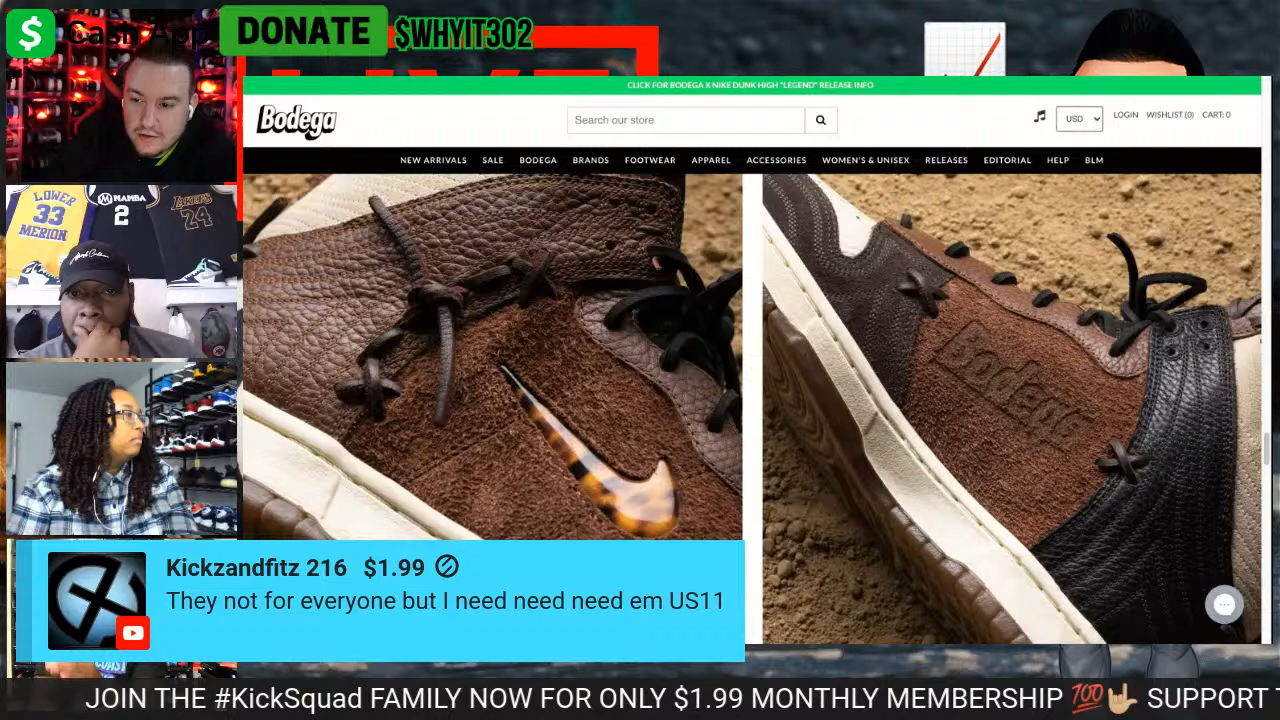 Cash App
DONATE
$WHYIT302
CLICK FOR BODEGA X NIKE DUNK HIGH "LEGEND" RELEASE INFO
Bodega
Search our store
USD
LOGIN
WISHLIST (0)
CART: 0
NEW ARRIVALS
SALE
BODEGA
BRANDS
FOOTWEAR
APPAREL
ACCESSORIES
WOMEN'S & UNISEX
RELEASES
EDITORIAL
HELP
BLM
LOWER
33
MERION
MAMBA
2
LAKERS
24
Bodega
Kickzandfitz 216 $1.99
They not for everyone but I need need need em US11
COAST
JOIN THE #KickSquad FAMILY NOW FOR ONLY $1.99 MONTHLY MEMBERSHIP 💯🤟🏼 SUPPORT